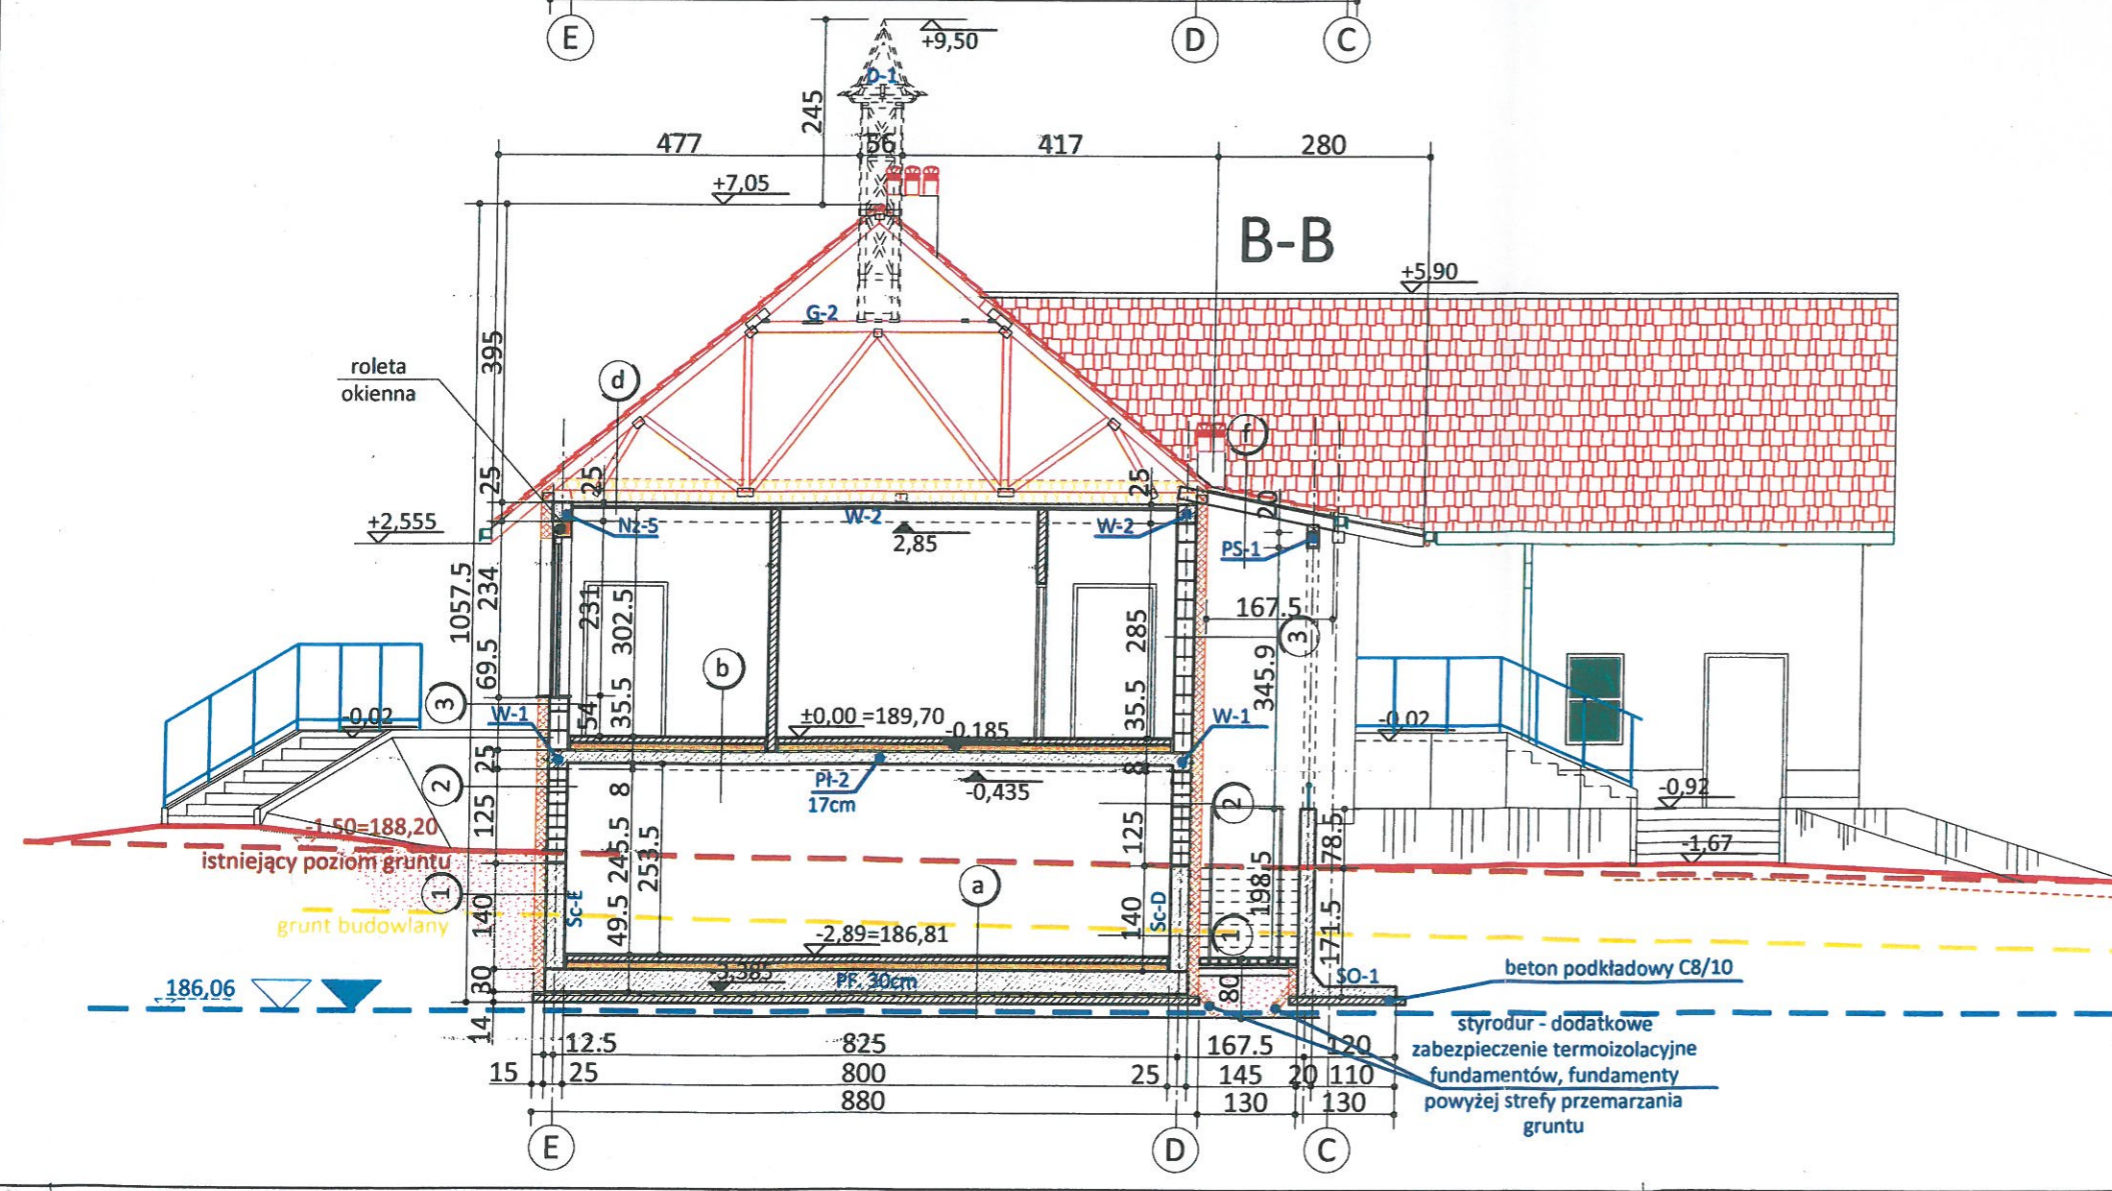 E
D
C
+9,50
D-1
245
477
56
417
280
+7,05
B-B
+5,90
G-2
395
roleta
okienna
d
f
25
25
25
20
+2,555
Nz-5
W-2
2,85
W-2
PS-1
1057.5
234
231
302.5
285
167.5
3
345.9
69.5
b
3
54
35.5
35.5
W-1
±0,00 =189,70
-0.185
W-1
-0,02
-0,02
25
2
8
Pł-2
17cm
-0,435
8
2
-0,92
125
245.5
253.5
125
78.5
-1,67
-1.50=188,20
istniejący poziom gruntu
1
a
198.5
Sc-E
Sc-D
140
49.5
140
1
171.5
grunt budowlany
-2,89=186,81
30
-3,385
PF. 30cm
80
SO-1
beton podkładowy C8/10
186,06
14
styrodur - dodatkowe
zabezpieczenie termoizolacyjne
fundamentów, fundamenty
powyżej strefy przemarzania
gruntu
12.5
825
167.5
120
15
25
800
25
145
20
110
880
130
130
E
D
C